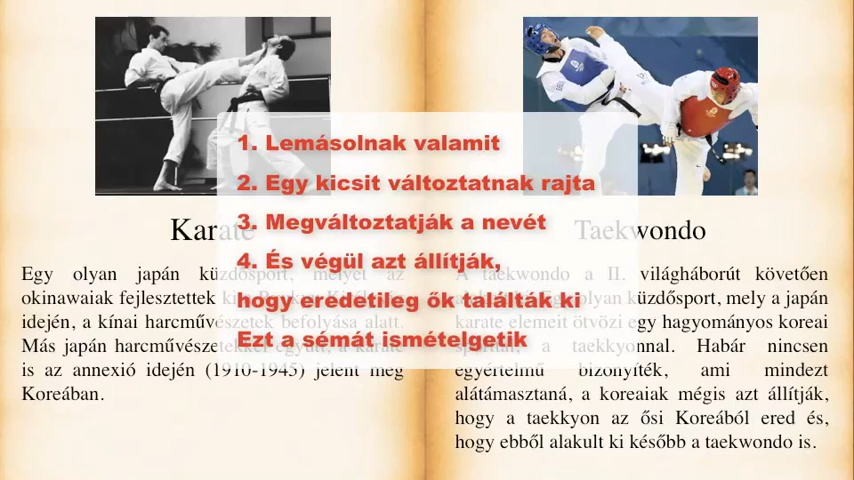 Karate
Egy olyan japán küzdősport, melyet az
okinawaiak fejlesztettek ki a
idején, a kínai harcművészetek befolyása alatt.
Más japán harcművészetekkel együtt, a karate
is az annexió idején (1910-1945) jelent meg
Koreában.
1. Lemásolnak valamit
2. Egy kicsit változtatnak rajta
3. Megváltoztatják a nevét
4. És végül azt állítják,
hogy eredetileg ők találták ki
Ezt a sémát ismételgetik
Taekwondo
A taekwondo a II. világháborút követően
olyan küzdősport, mely a japán
karate elemeit ötvözi egy hagyományos koreai
a taekkyonnal. Habár nincsen
egyértelmű bizonyíték, ami mindezt
alátámasztaná, a koreaiak mégis azt állítják,
hogy a taekkyon az ősi Koreából ered és,
hogy ebből alakult ki később a taekwondo is.